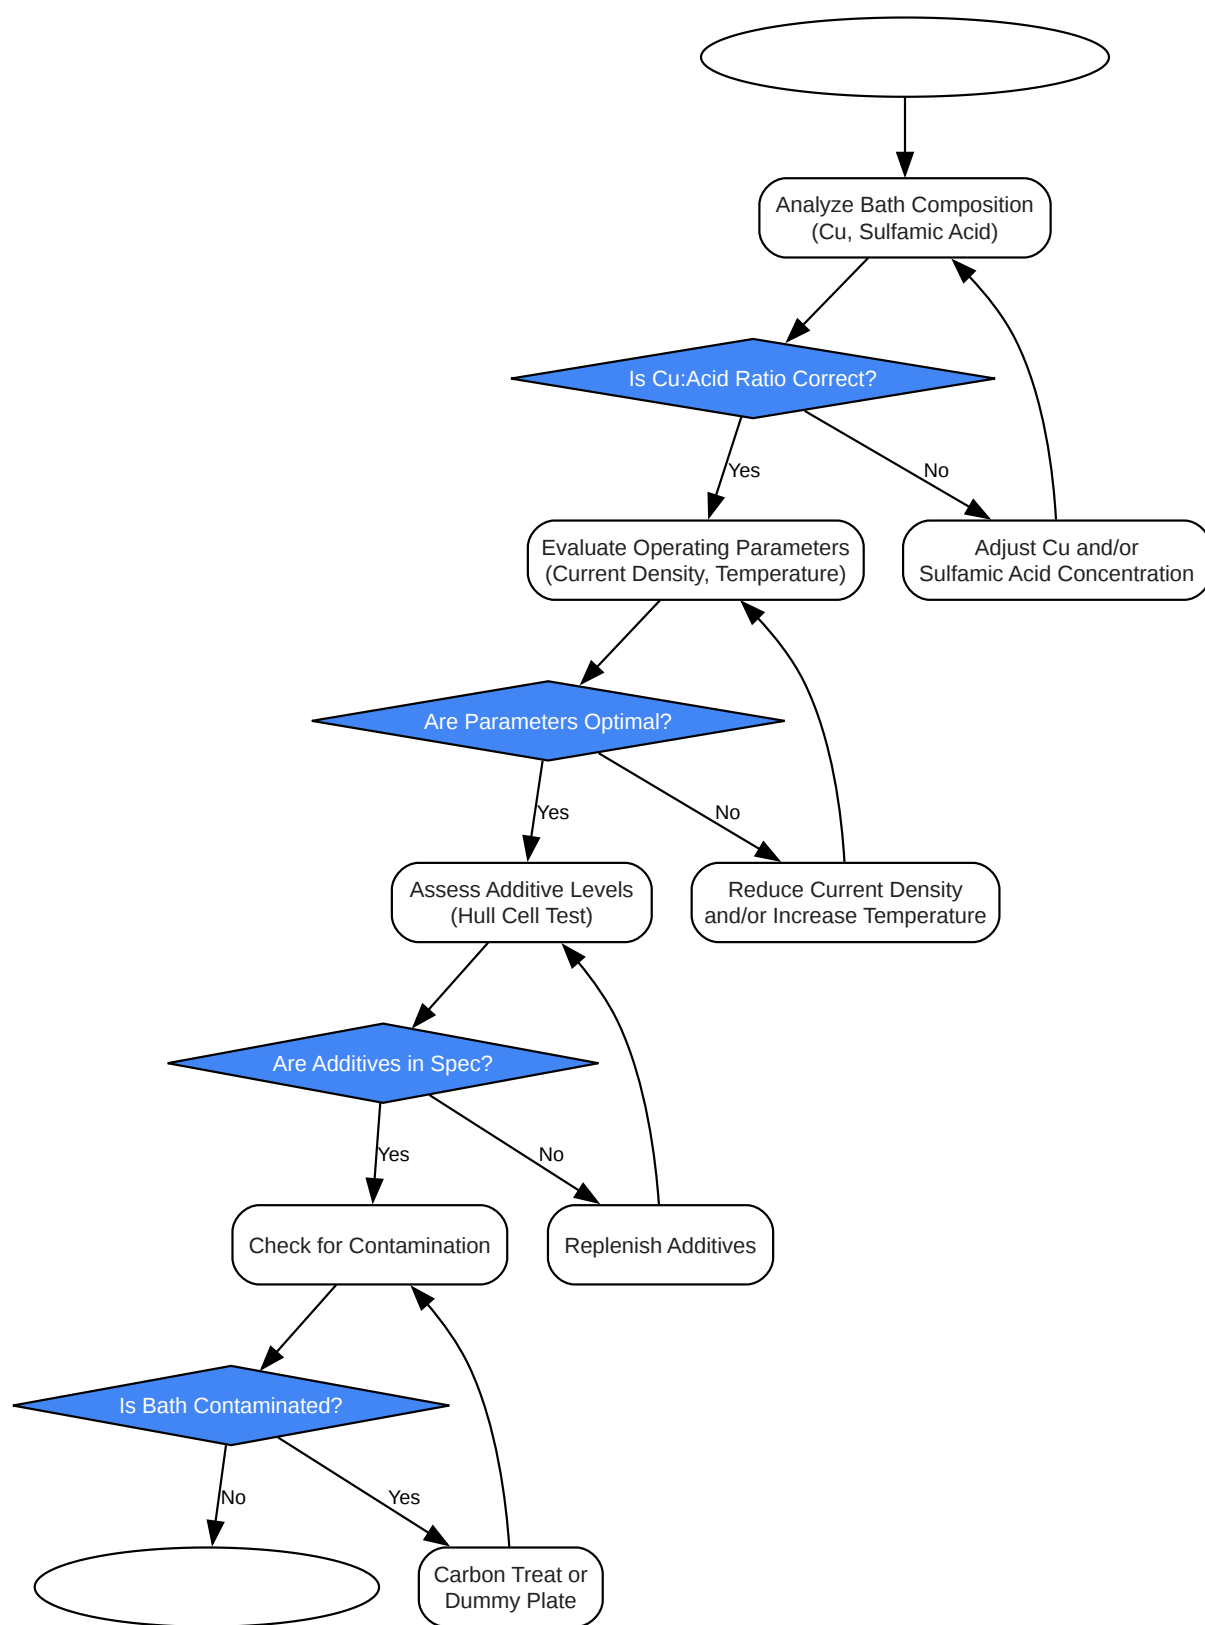 Analyze Bath Composition
(Cu, Sulfamic Acid)
Is Cu:Acid Ratio Correct?
Yes
No
Evaluate Operating Parameters
(Current Density, Temperature)
Adjust Cu and/or
Sulfamic Acid Concentration
Are Parameters Optimal?
Yes
No
Assess Additive Levels
(Hull Cell Test)
Reduce Current Density
and/or Increase Temperature
Are Additives in Spec?
Yes
No
Check for Contamination
Replenish Additives
Is Bath Contaminated?
No
Yes
Carbon Treat or
Dummy Plate